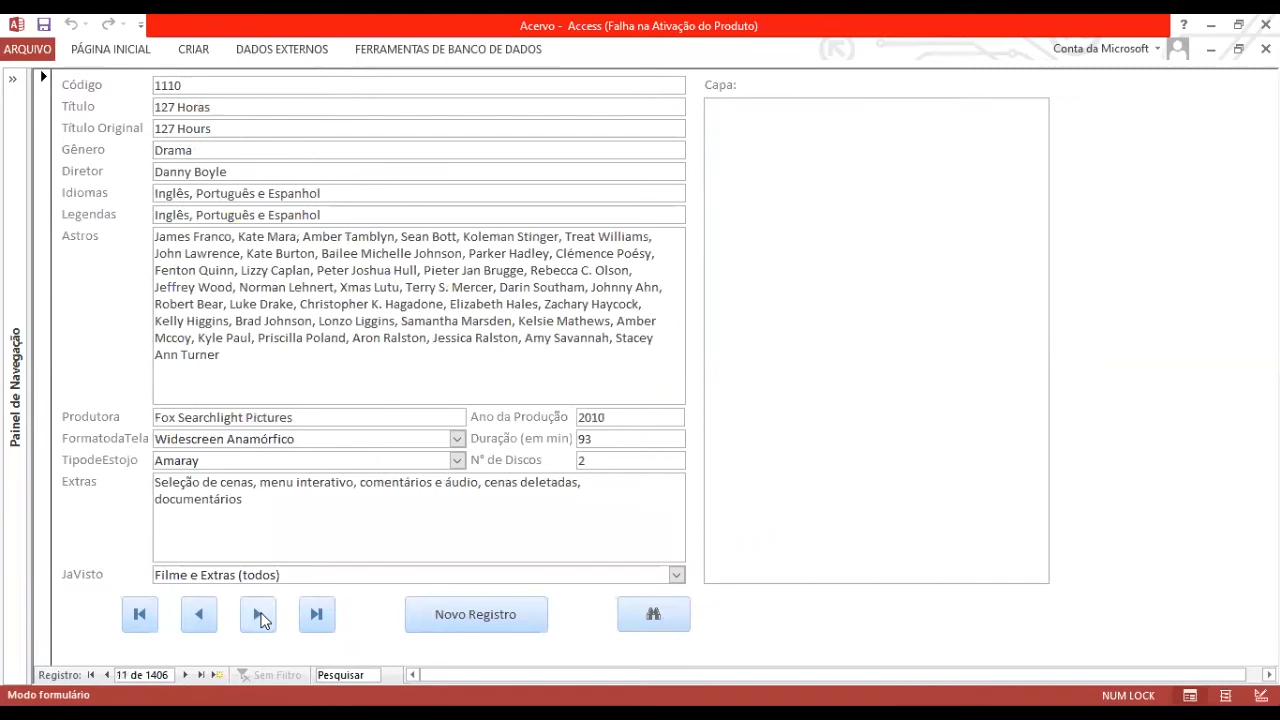 Acervo - Access (Falha na Ativação do Produto)
?
ARQUIVO PÁGINA INICIAL CRIAR DADOS EXTERNOS FERRAMENTAS DE BANCO DE DADOS Conta da Microsoft
Painel de Navegação
Código 1110
Título 127 Horas
Título Original 127 Hours
Gênero Drama
Diretor Danny Boyle
Idiomas Inglês, Português e Espanhol
Legendas Inglês, Português e Espanhol
Astros James Franco, Kate Mara, Amber Tamblyn, Sean Bott, Koleman Stinger, Treat Williams,
John Lawrence, Kate Burton, Bailee Michelle Johnson, Parker Hadley, Clémence Poésy,
Fenton Quinn, Lizzy Caplan, Peter Joshua Hull, Pieter Jan Brugge, Rebecca C. Olson,
Jeffrey Wood, Norman Lehnert, Xmas Lutu, Terry S. Mercer, Darin Southam, Johnny Ahn,
Robert Bear, Luke Drake, Christopher K. Hagadone, Elizabeth Hales, Zachary Haycock,
Kelly Higgins, Brad Johnson, Lonzo Liggins, Samantha Marsden, Kelsie Mathews, Amber
Mccoy, Kyle Paul, Priscilla Poland, Aron Ralston, Jessica Ralston, Amy Savannah, Stacey
Ann Turner
Produtora Fox Searchlight Pictures Ano da Produção 2010
FormatodaTela Widescreen Anamórfico Duração (em min) 93
TipodeEstojo Amaray N° de Discos 2
Extras Seleção de cenas, menu interativo, comentários e áudio, cenas deletadas,
documentários
JaVisto Filme e Extras (todos)
Capa:
Novo Registro
Registro: 11 de 1406 Sem Filtro Pesquisar
Modo formulário NUM LOCK